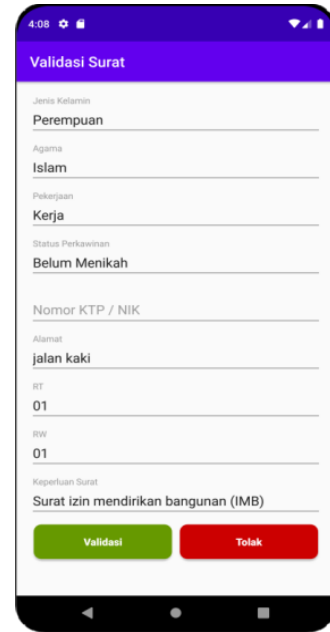 4:08
Validasi Surat
Jenis Kelamin
Perempuan
Agama
Islam
Pekerjaan
Kerja
Status Perkawinan
Belum Menikah
Nomor KTP / NIK
Alamat
jalan kaki
RT
01
RW
01
Keperluan Surat
Surat izin mendirikan bangunan (IMB)
Validasi Tolak